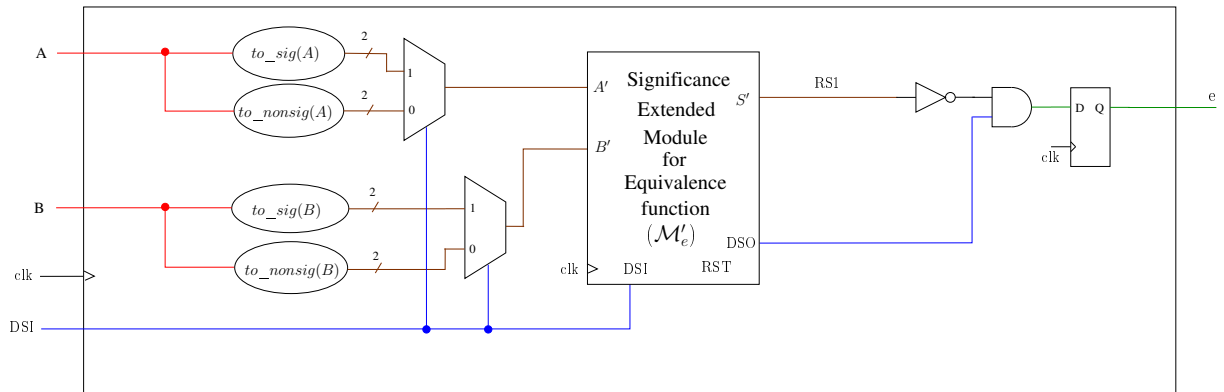 A
to_sig(A)
2
1
to_nonsig(A)
2
0
B
to_sig(B)
2
1
to_nonsig(B)
2
0
clk
DSI
A′
B′
Significance
Extended
Module
for
Equivalence
function
(ℳ′ₑ)
S′
DSO
clk
DSI
RST
RS1
D Q
clk
e